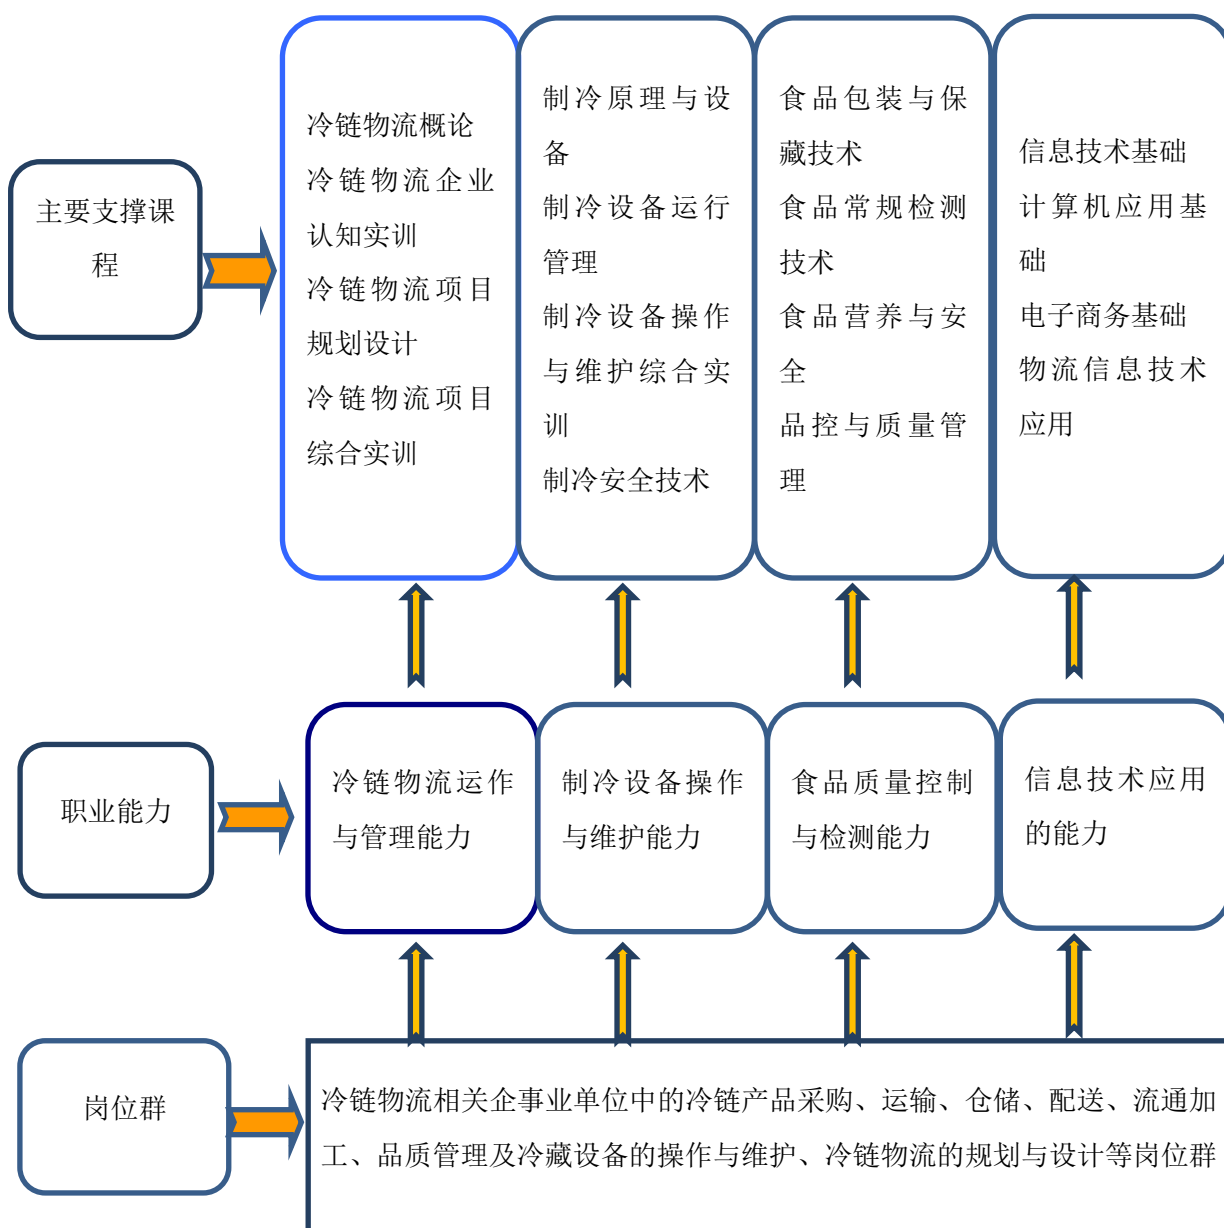 主要支撑课
程
冷链物流概论
冷链物流企业
认知实训
冷链物流项目
规划设计
冷链物流项目
综合实训
制冷原理与设
备
制冷设备运行
管理
制冷设备操作
与维护综合实
训
制冷安全技术
食品包装与保
藏技术
食品常规检测
技术
食品营养与安
全
品控与质量管
理
信息技术基础
计算机应用基
础
电子商务基础
物流信息技术
应用
职业能力
冷链物流运作
与管理能力
制冷设备操作
与维护能力
食品质量控制
与检测能力
信息技术应用
的能力
岗位群
冷链物流相关企事业单位中的冷链产品采购、运输、仓储、配送、流通加
工、品质管理及冷藏设备的操作与维护、冷链物流的规划与设计等岗位群